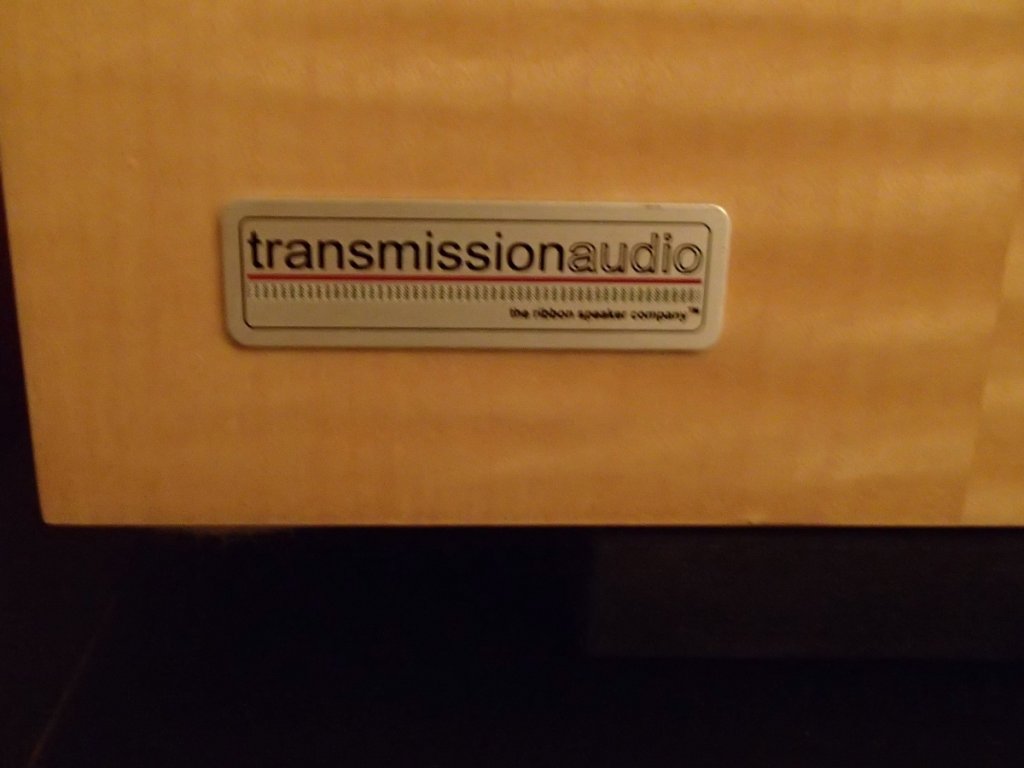 transmissionaudio
the ribbon speaker company™